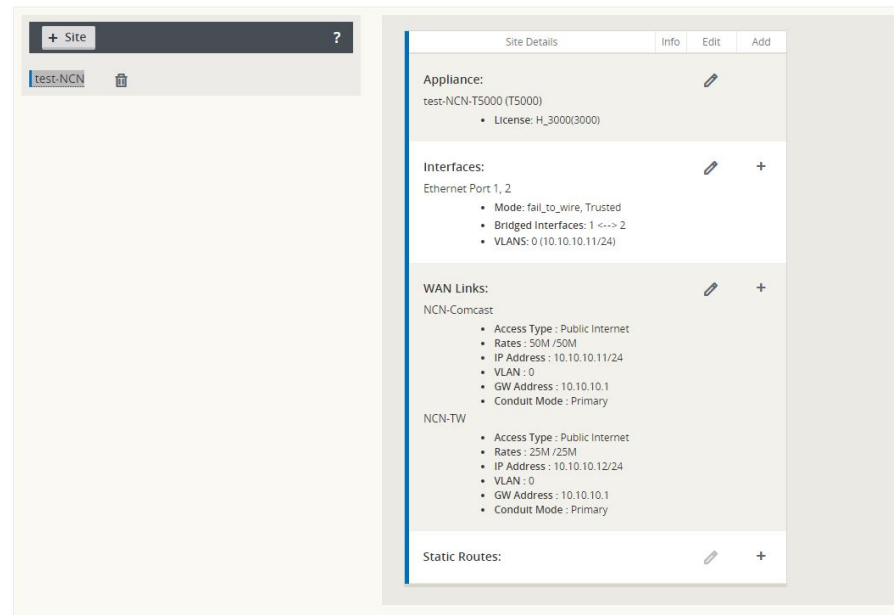 + Site ?
test-NCN
Site Details Info Edit Add
Appliance:
test-NCN-T5000 (T5000)
• License: H_3000(3000)
Interfaces: +
Ethernet Port 1, 2
• Mode: fail_to_wire, Trusted
• Bridged Interfaces: 1 <--> 2
• VLANS: 0 (10.10.10.11/24)
WAN Links: +
NCN-Comcast
• Access Type : Public Internet
• Rates : 50M /50M
• IP Address : 10.10.10.11/24
• VLAN : 0
• GW Address : 10.10.10.1
• Conduit Mode : Primary
NCN-TW
• Access Type : Public Internet
• Rates : 25M /25M
• IP Address : 10.10.10.12/24
• VLAN : 0
• GW Address : 10.10.10.1
• Conduit Mode : Primary
Static Routes: +